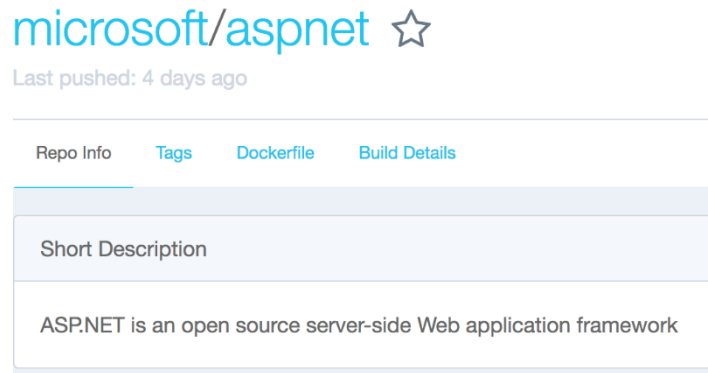 microsoft/aspnet
Last pushed: 4 days ago
Repo Info Tags Dockerfile Build Details
Short Description
ASP.NET is an open source server-side Web application framework